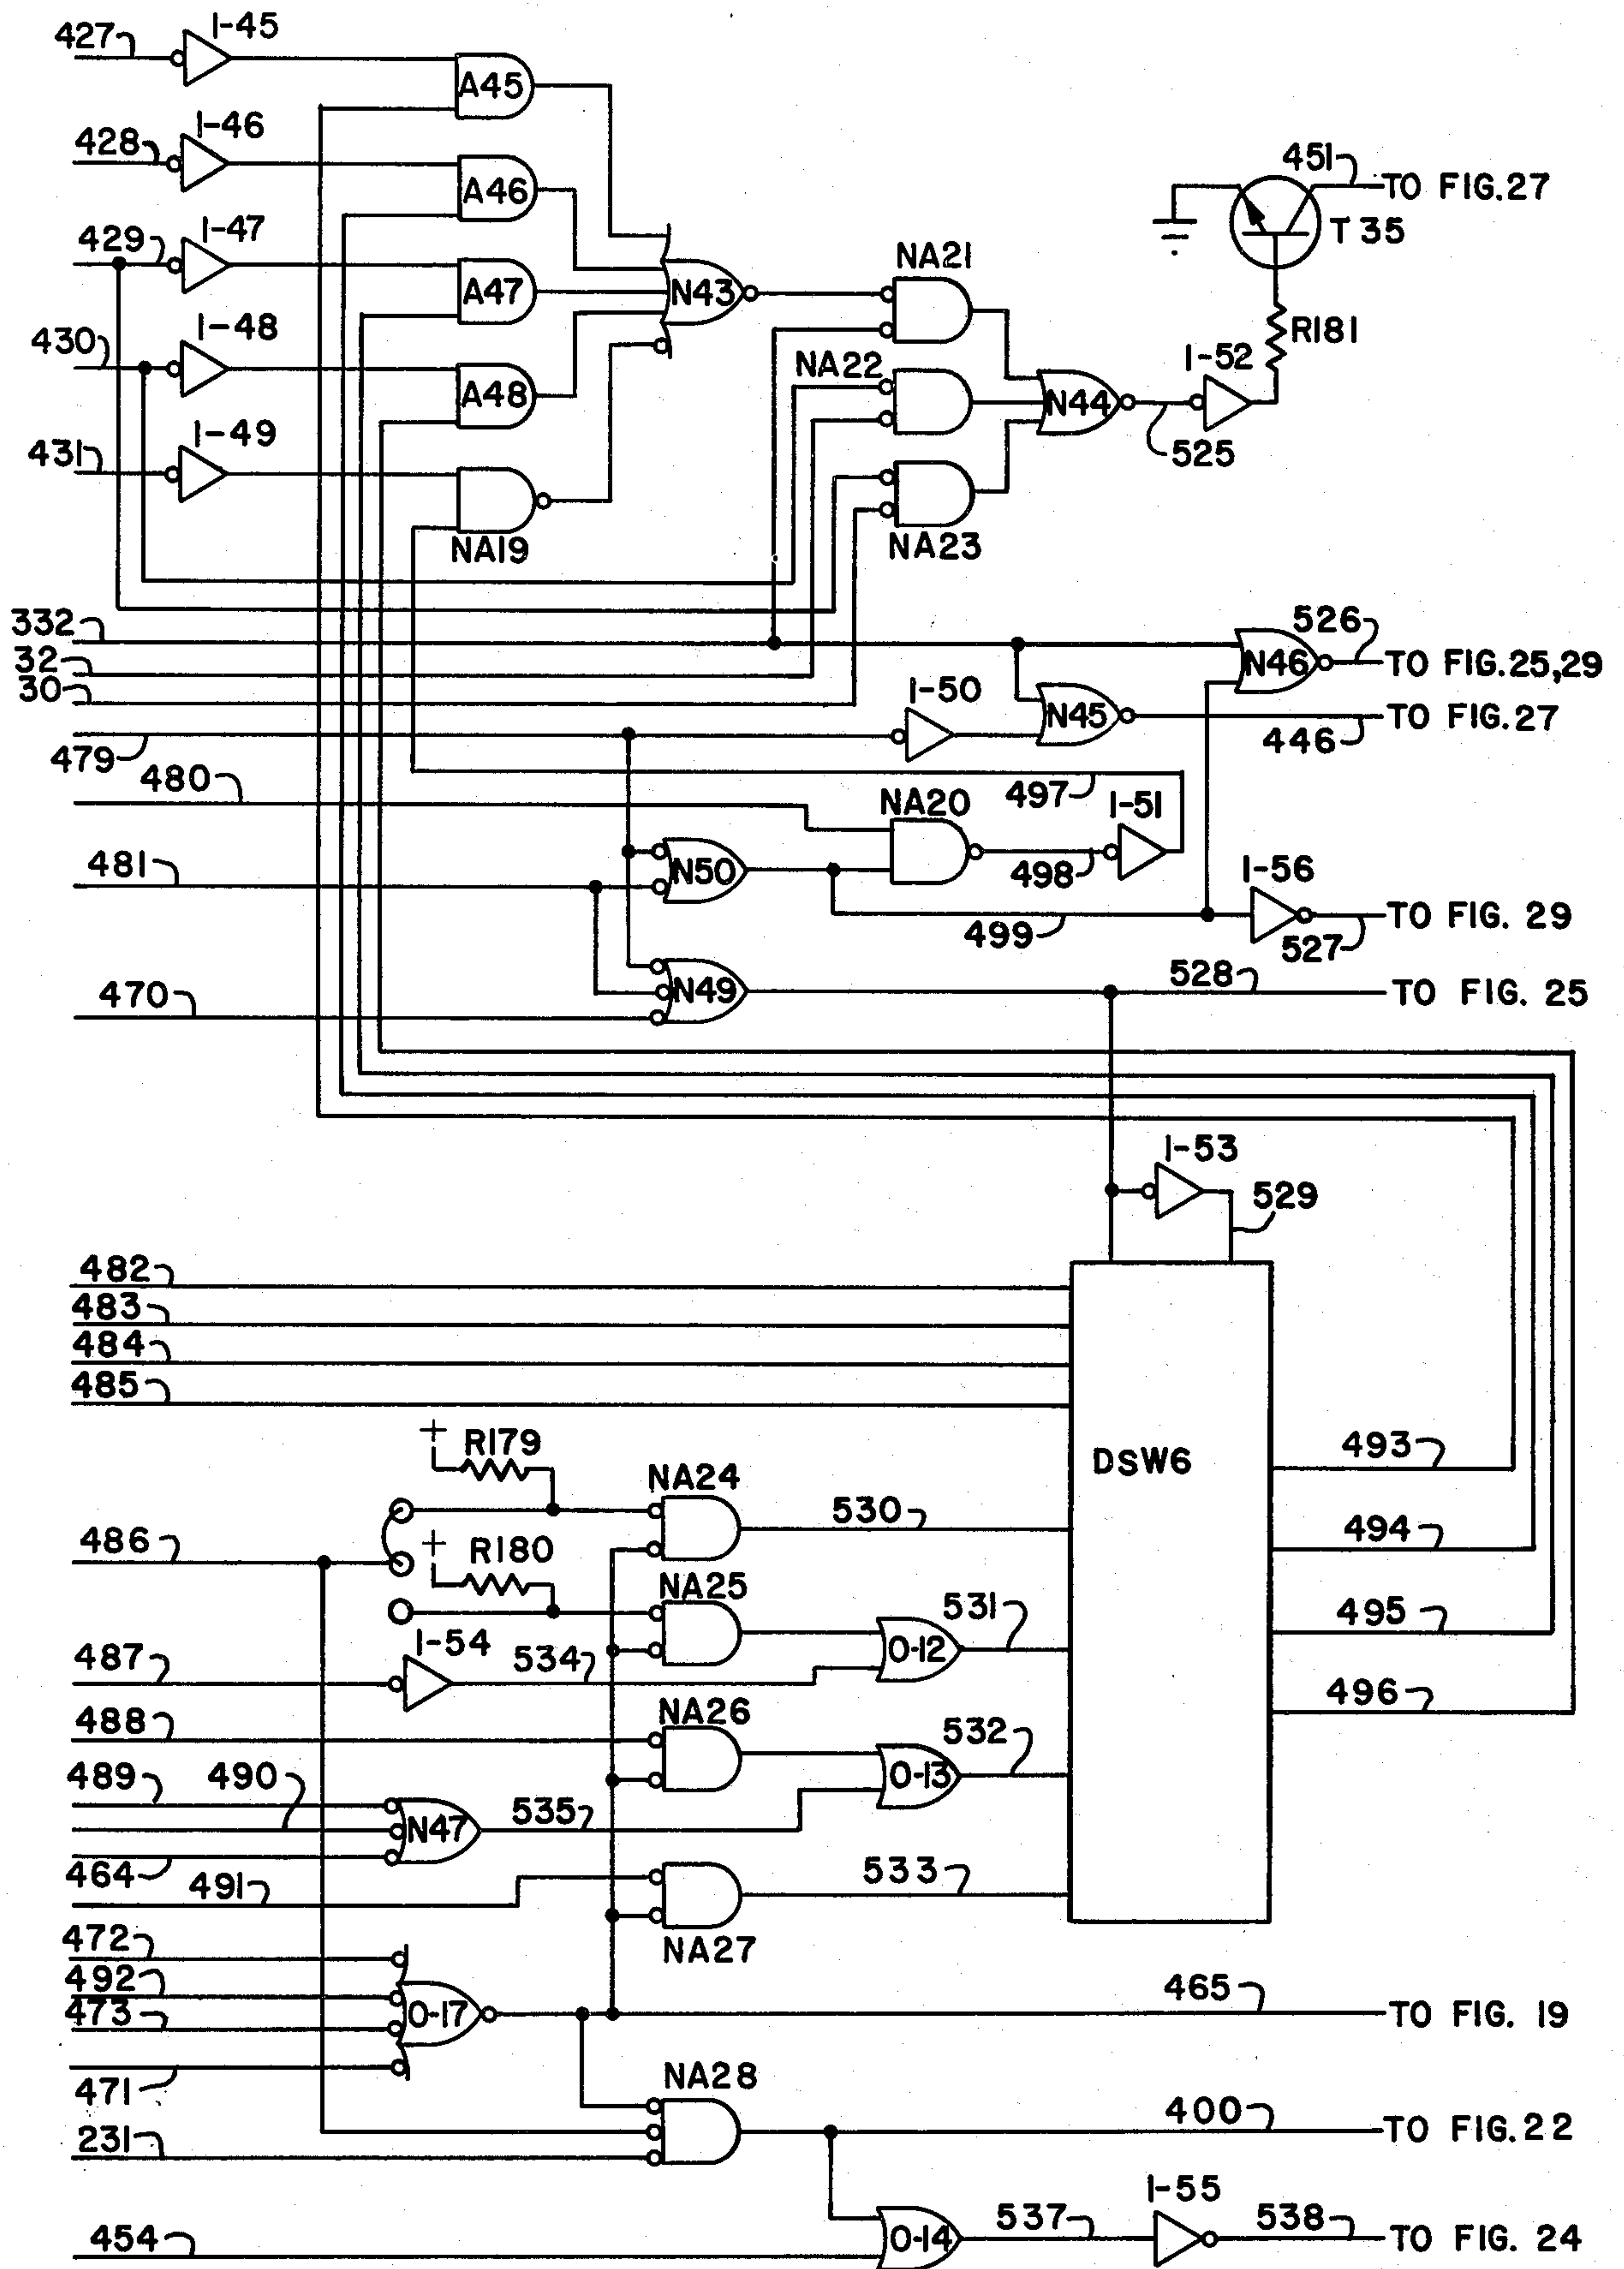 427
I-45
A45
428
I-46
A46
451
TO FIG.27
429
I-47
A47
N43
NA21
T 35
430
I-48
A48
NA22
N44
I-52
R181
431
I-49
NA19
NA23
525
332
32
30
N46
526
TO FIG.25,29
I-50
N45
446
TO FIG.27
479
480
NA20
497
I-51
481
N50
498
499
I-56
527
TO FIG. 29
470
N49
528
TO FIG. 25
I-53
529
482
483
484
485
DSW6
493
494
495
496
+
R179
NA24
530
486
+
R180
NA25
O-12
531
487
I-54
534
488
NA26
O-13
532
489
490
N47
535
464
491
NA27
533
472
492
473
O-17
465
TO FIG. 19
471
NA28
231
400
TO FIG.22
454
O-14
537
I-55
538
TO FIG. 24